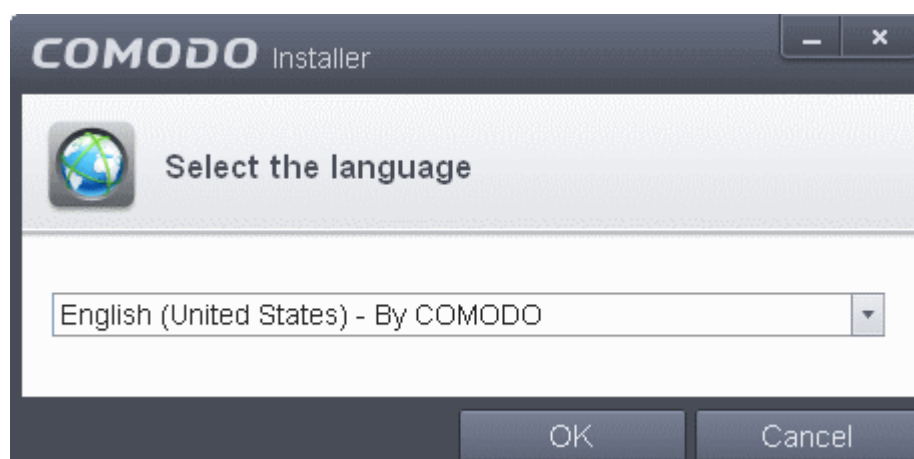 COMODO Installer
Select the language
English (United States) - By COMODO
OK
Cancel